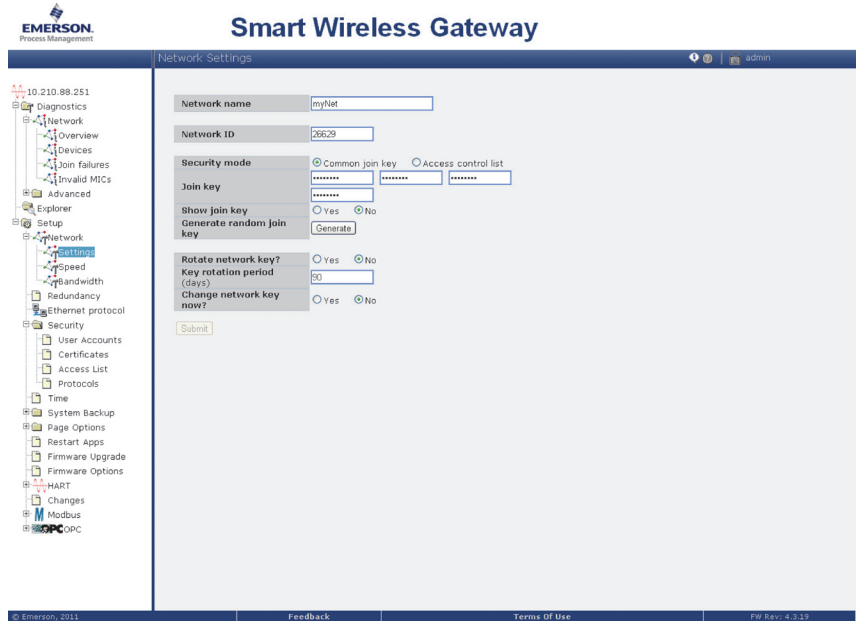 EMERSON.
Process Management
Smart Wireless Gateway
Network Settings
admin
10.210.88.251
Diagnostics
Network
Overview
Devices
Join failures
Invalid MICs
Advanced
Explorer
Setup
Network
Settings
Speed
Bandwidth
Redundancy
Ethernet protocol
Security
User Accounts
Certificates
Access List
Protocols
Time
System Backup
Page Options
Restart Apps
Firmware Upgrade
Firmware Options
HART
Changes
M Modbus
OPC OPC
Network name myNet
Network ID 26629
Security mode Common join key Access control list
Join key •••••••• •••••••• ••••••••
••••••••
Show join key Yes No
Generate random join
key Generate
Rotate network key? Yes No
Key rotation period
(days) 90
Change network key
now? Yes No
Submit
© Emerson, 2011 Feedback Terms Of Use FW Rev: 4.3.19